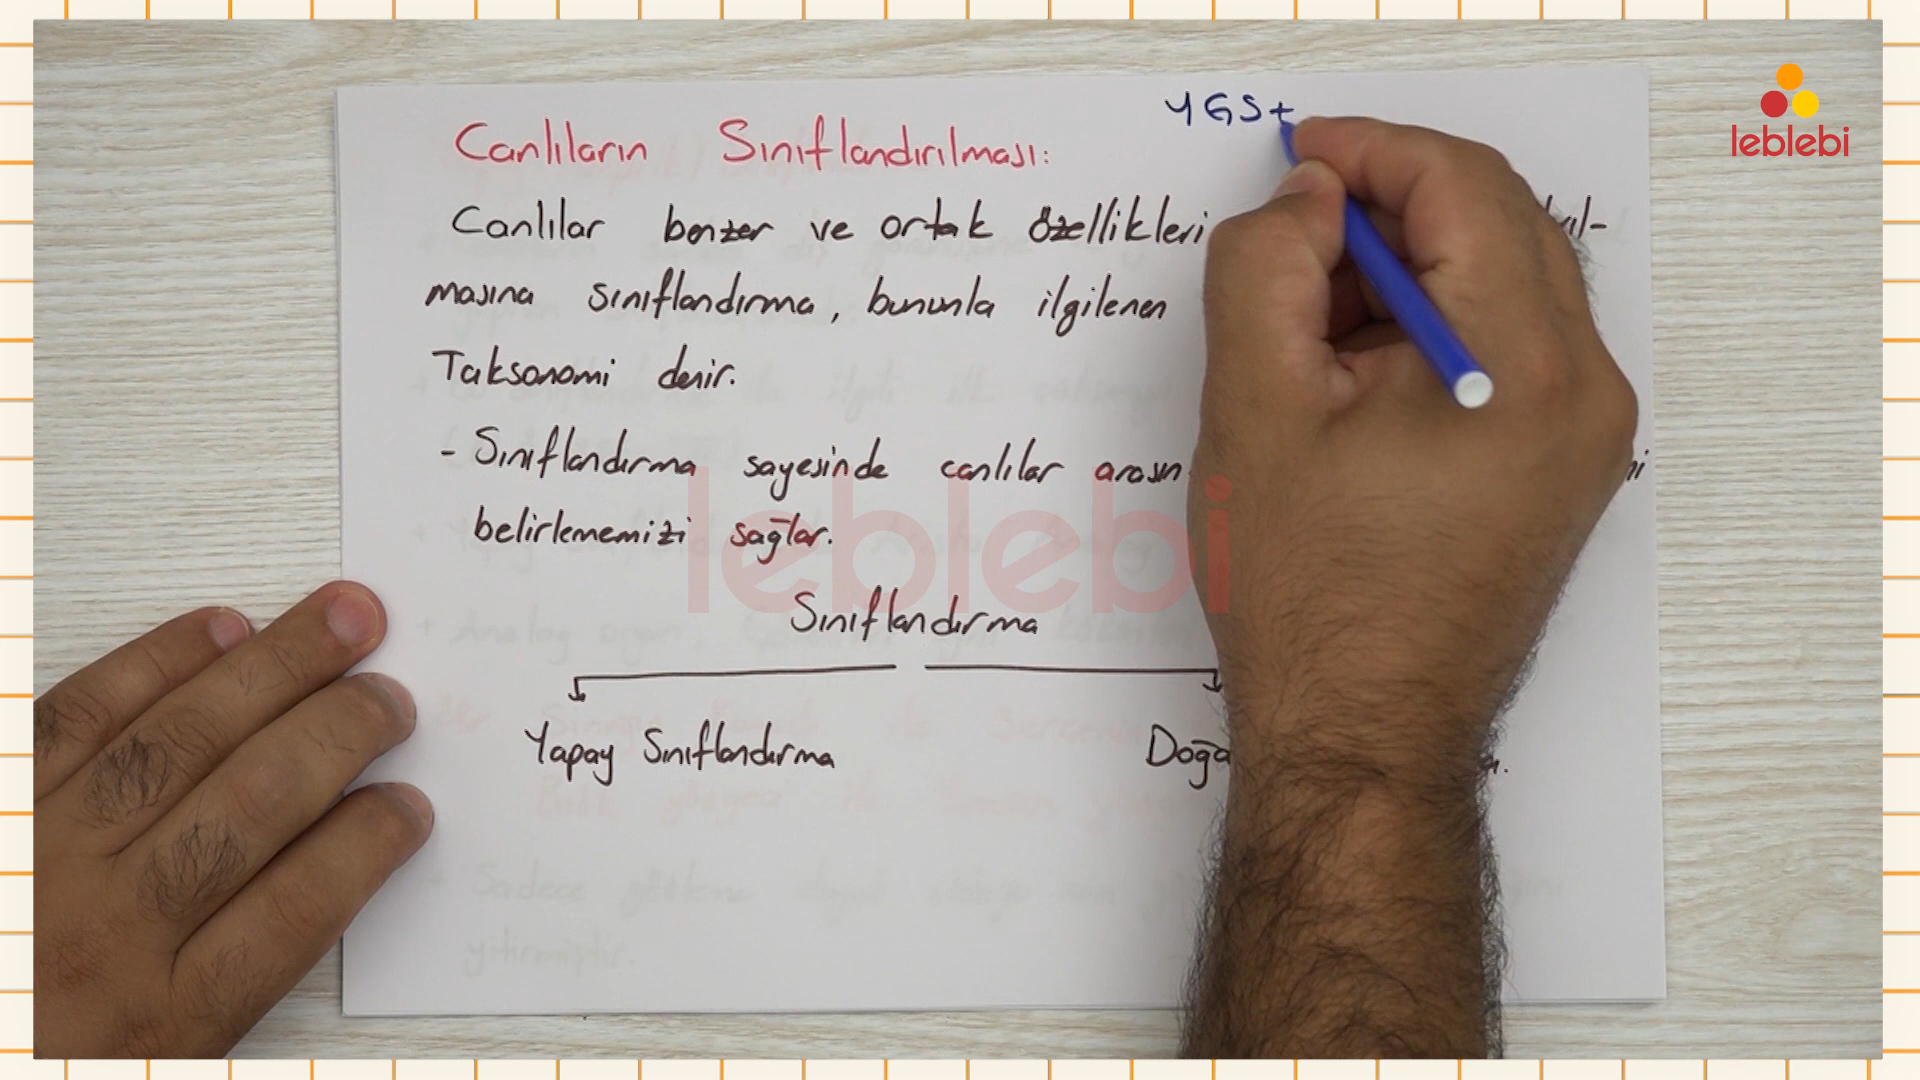 YGS+
leblebi
Canlıların Sınıflandırılması:
Canlılar benzer ve ortak özellikleri
masına sınıflandırma, bununla ilgilenen
Taksonomi denir.
- Sınıflandırma sayesinde canlılar arasın
belirlememizi sağlar.
leblebi
Sınıflandırma
Yapay Sınıflandırma Doğa